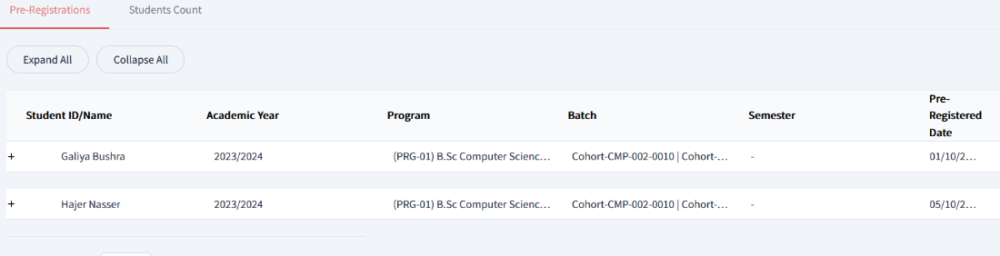 Pre-Registrations Students Count
Expand All Collapse All
Student ID/Name Academic Year Program Batch Semester Pre-
Registered
Date
+ Galiya Bushra 2023/2024 (PRG-01) B.Sc Computer Scienc... Cohort-CMP-002-0010 | Cohort-... - 01/10/2...
+ Hajer Nasser 2023/2024 (PRG-01) B.Sc Computer Scienc... Cohort-CMP-002-0010 | Cohort-... - 05/10/2...